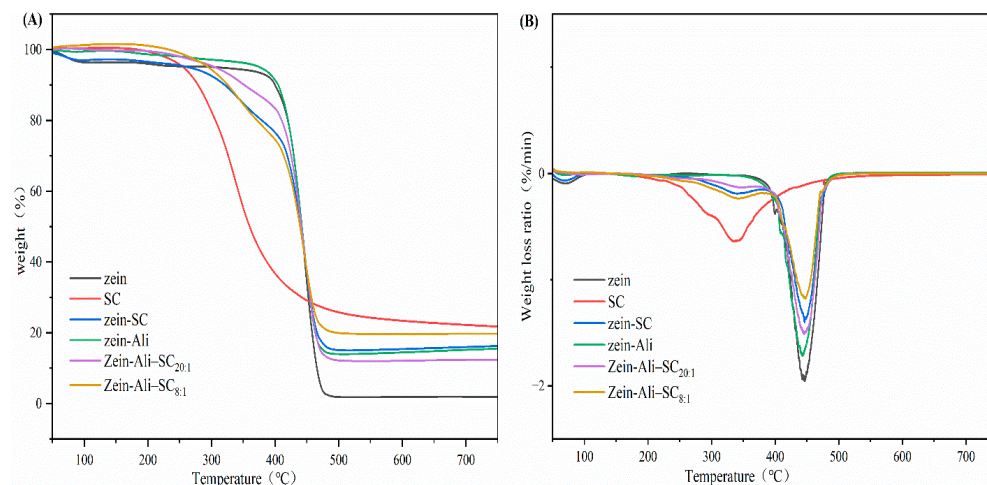 (A)
100
80
60
40
20
0
weight (%)
zein
SC
zein-SC
zein-Ali
Zein-Ali–SC20:1
Zein-Ali–SC8:1
100 200 300 400 500 600 700
Temperature (℃)
(B)
0
−1
−2
Weight loss ratio (%/min)
zein
SC
zein-SC
zein-Ali
Zein-Ali–SC20:1
Zein-Ali–SC8:1
100 200 300 400 500 600 700
Temperature (℃)